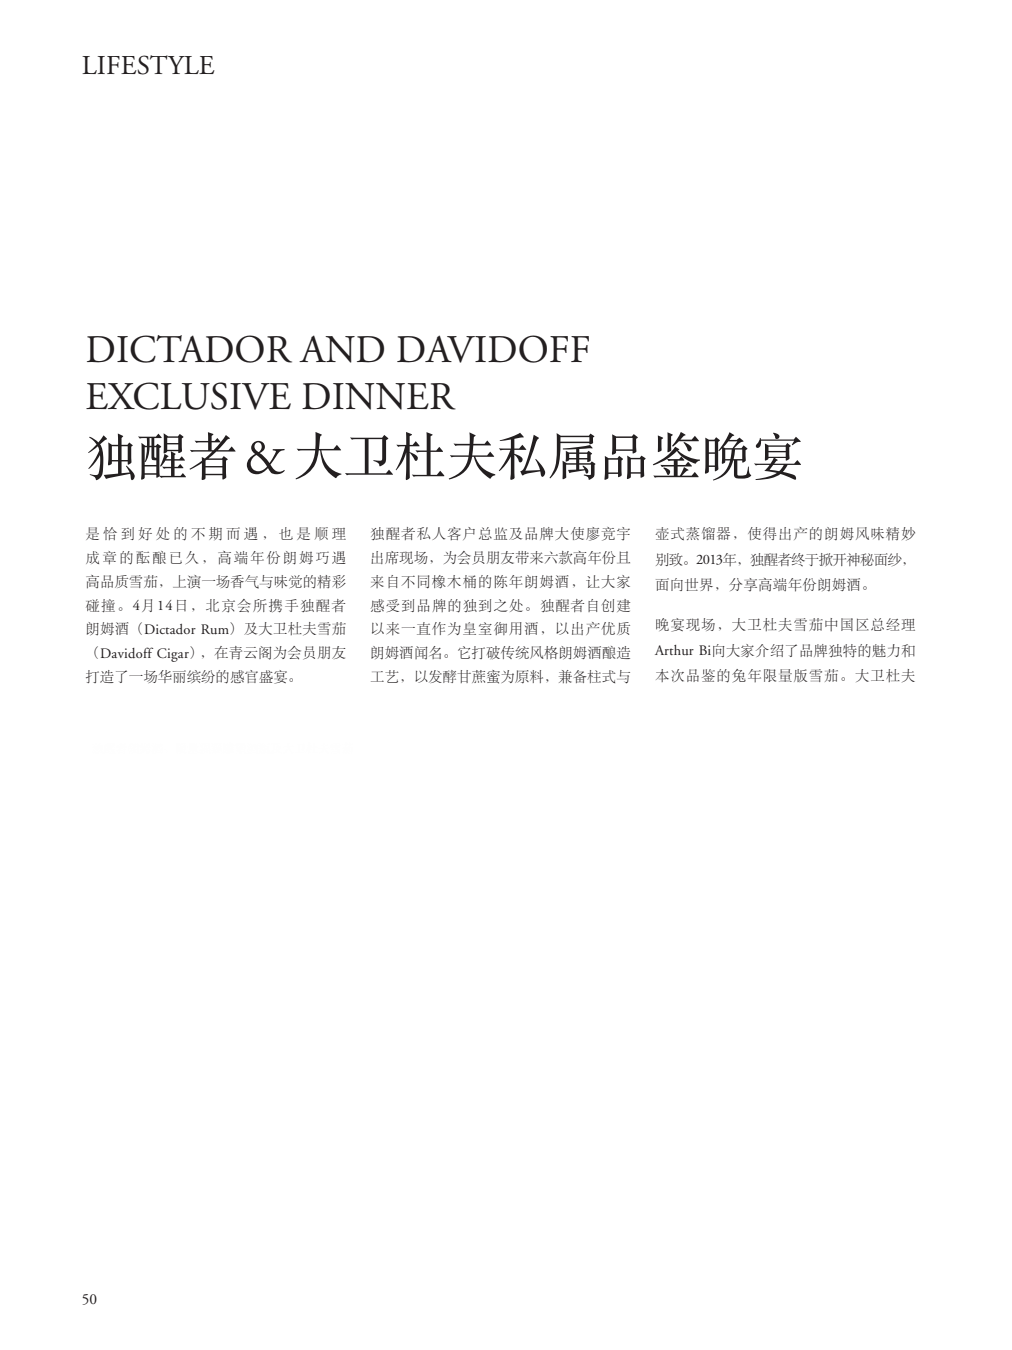 LIFESTYLE
DICTADOR AND DAVIDOFF
EXCLUSIVE DINNER
独醒者&大卫杜夫私属品鉴晚宴
是恰到好处的不期而遇，也是顺理
成章的酝酿已久，高端年份朗姆巧遇
高品质雪茄，上演一场香气与味觉的精彩
碰撞。4月14日，北京会所携手独醒者
朗姆酒（Dictador Rum）及大卫杜夫雪茄
（Davidoff Cigar），在青云阁为会员朋友
打造了一场华丽缤纷的感官盛宴。
独醒者私人客户总监及品牌大使廖竞宇
出席现场，为会员朋友带来六款高年份且
来自不同橡木桶的陈年朗姆酒，让大家
感受到品牌的独到之处。独醒者自创建
以来一直作为皇室御用酒，以出产优质
朗姆酒闻名。它打破传统风格朗姆酒酿造
工艺，以发酵甘蔗蜜为原料，兼备柱式与
壶式蒸馏器，使得出产的朗姆风味精妙
别致。2013年，独醒者终于掀开神秘面纱，
面向世界，分享高端年份朗姆酒。
晚宴现场，大卫杜夫雪茄中国区总经理
Arthur Bi向大家介绍了品牌独特的魅力和
本次品鉴的兔年限量版雪茄。大卫杜夫
50